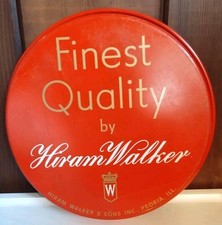 Finest
Quality
by
Hiram Walker
W
HIRAM WALKER & SONS INC. PEORIA, ILL.